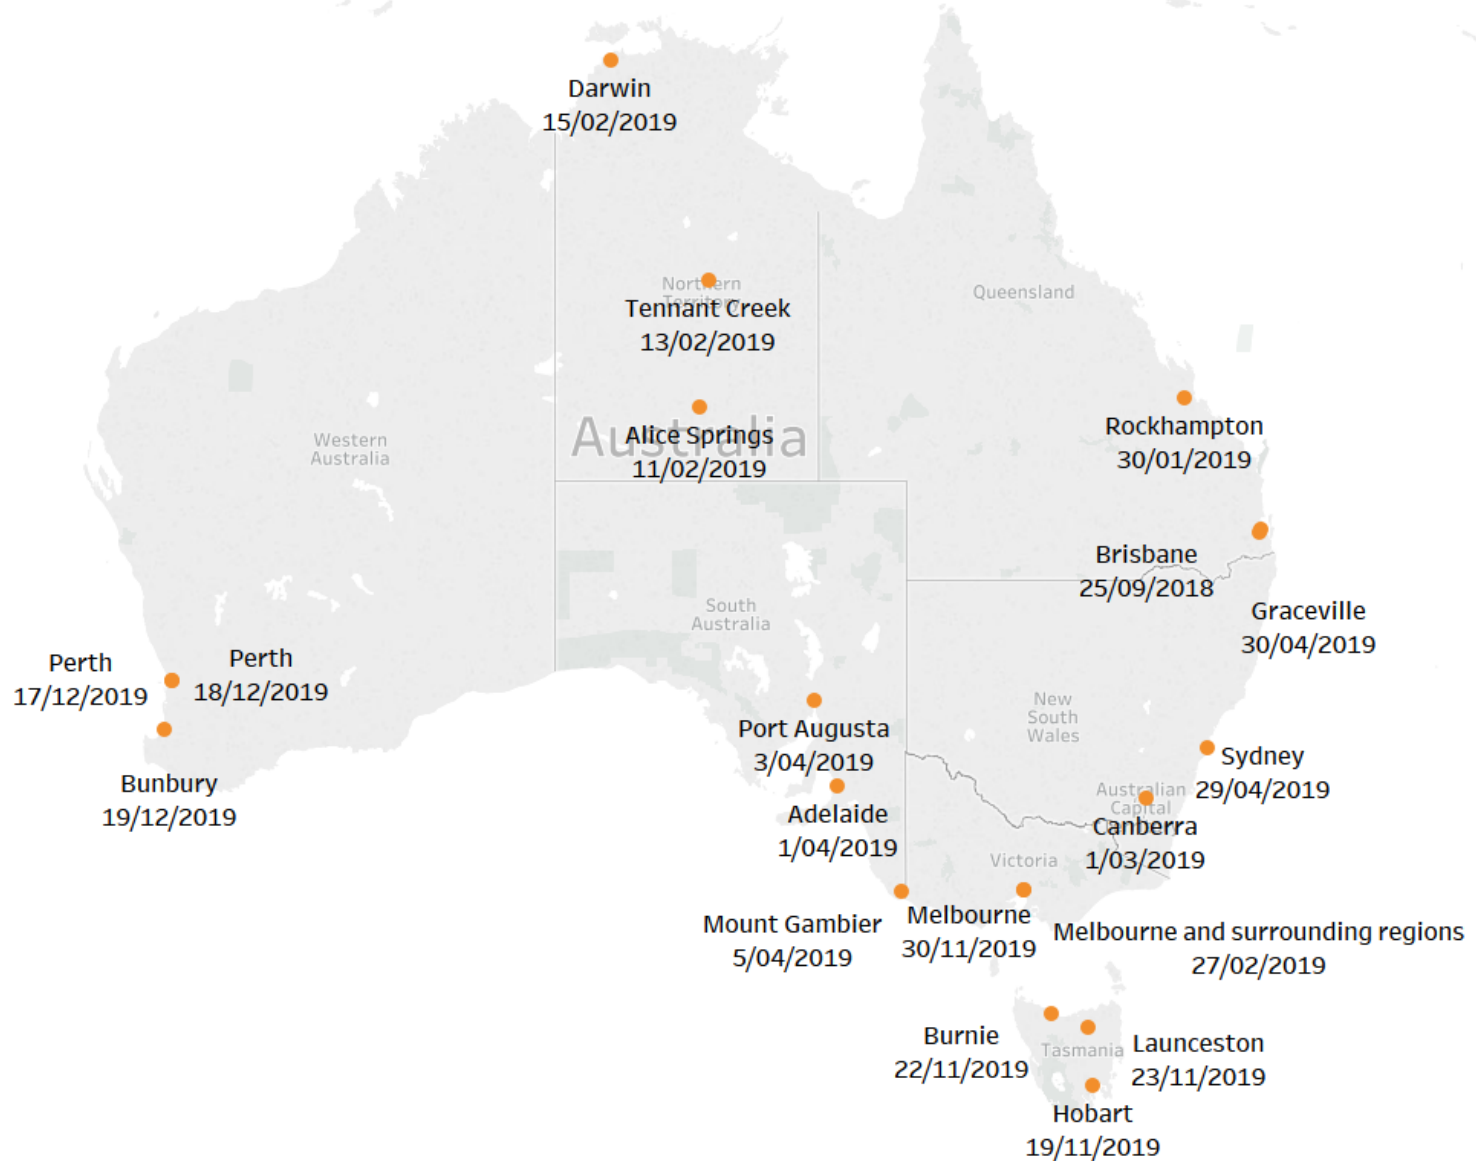 Darwin
15/02/2019
Northern
Territory
Tennant Creek
13/02/2019
Queensland
Australia
Alice Springs
11/02/2019
Western
Australia
Rockhampton
30/01/2019
Brisbane
25/09/2018
South
Australia
Graceville
30/04/2019
Perth
17/12/2019
Perth
18/12/2019
New
South
Wales
Port Augusta
3/04/2019
Sydney
29/04/2019
Bunbury
19/12/2019
Adelaide
1/04/2019
Australian
Capital
Canberra
1/03/2019
Victoria
Mount Gambier
5/04/2019
Melbourne
30/11/2019
Melbourne and surrounding regions
27/02/2019
Burnie
22/11/2019
Tasmania
Launceston
23/11/2019
Hobart
19/11/2019